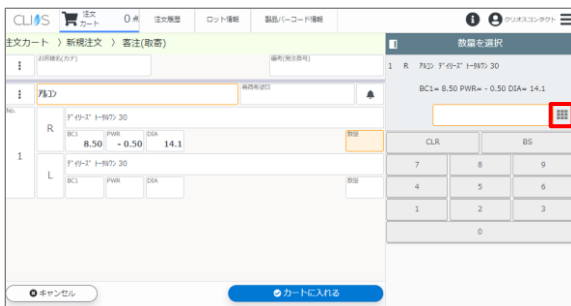 CLIOS 注文カート 0 点 注文履歴 ロット情報 製品バーコード情報 クリオスコンタクト
注文カート 〉 新規注文 〉 客注(取寄)
数量を選択
お客様名(カナ) 備考(発注番号)
1 R ｱﾙｺﾝ ﾃﾞｲﾘｰｽﾞ ﾄｰﾀﾙﾜﾝ 30
BC1= 8.50 PWR= - 0.50 DIA= 14.1
ｱﾙｺﾝ
No.
ﾃﾞｲﾘｰｽﾞ ﾄｰﾀﾙﾜﾝ 30
R
BC1 PWR DIA 数量
8.50 - 0.50 14.1
1
ﾃﾞｲﾘｰｽﾞ ﾄｰﾀﾙﾜﾝ 30
L
BC1 PWR DIA 数量
CLR BS
7 8 9
4 5 6
1 2 3
0
キャンセル カートに入れる